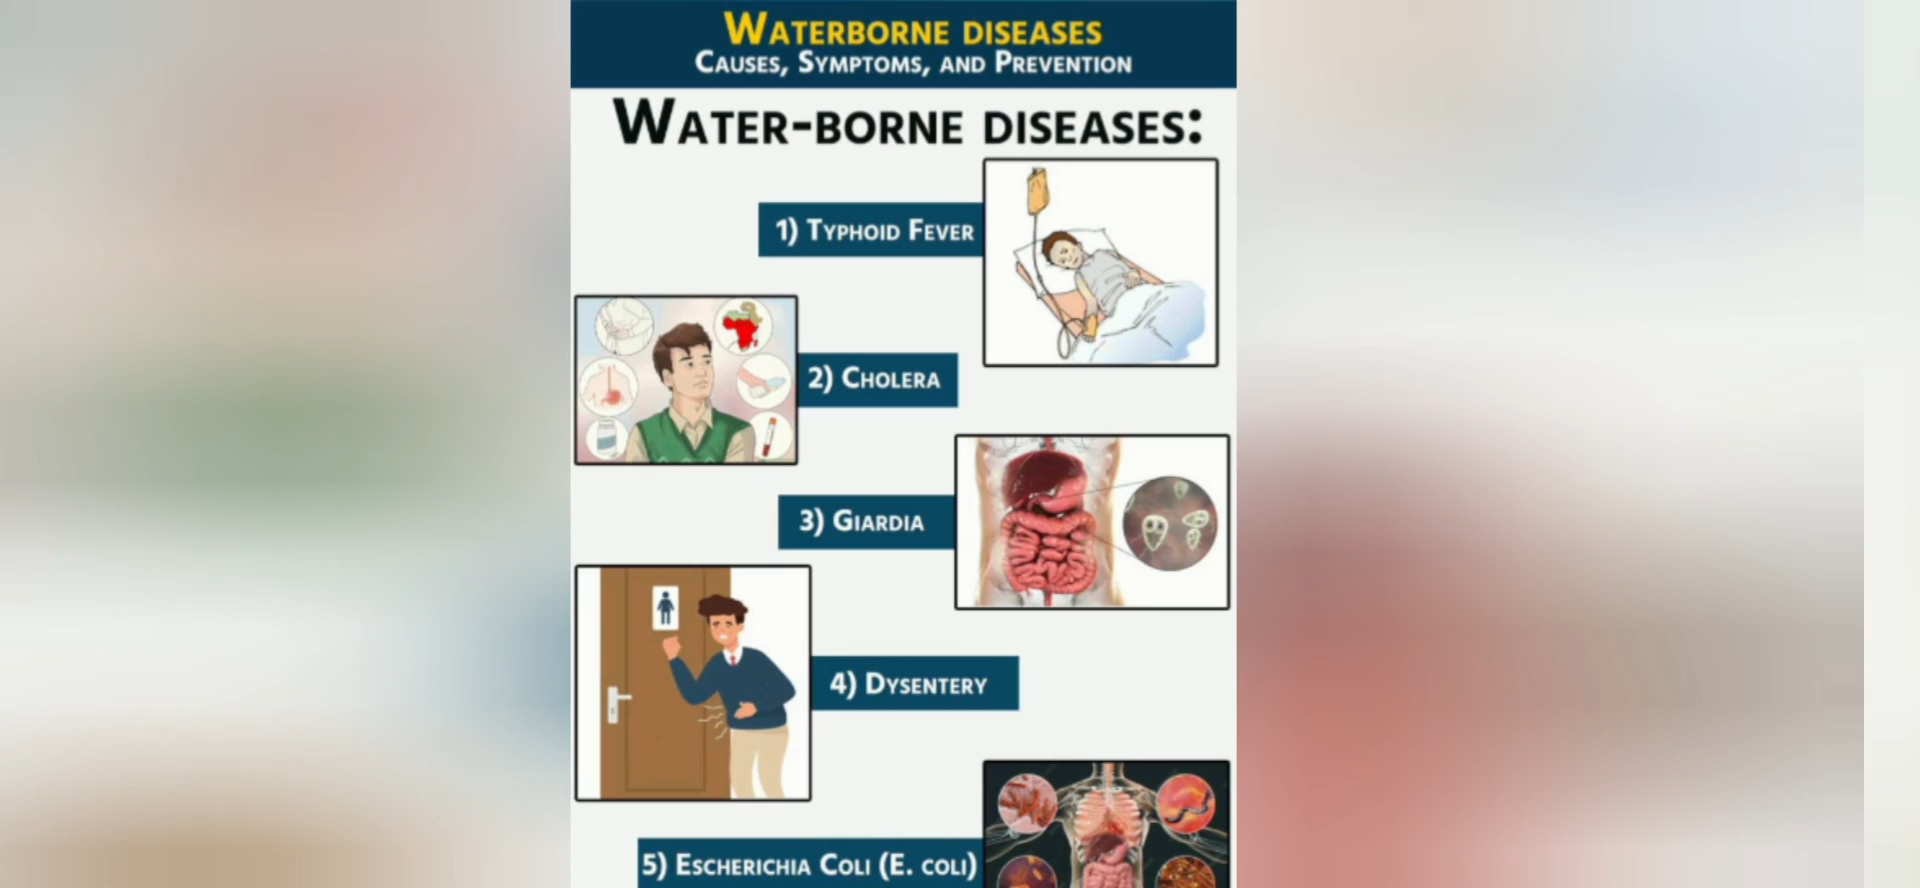 Waterborne diseases
Causes, Symptoms, and Prevention
Water-borne diseases:
1) Typhoid Fever
2) Cholera
3) Giardia
4) Dysentery
5) Escherichia Coli (E. coli)